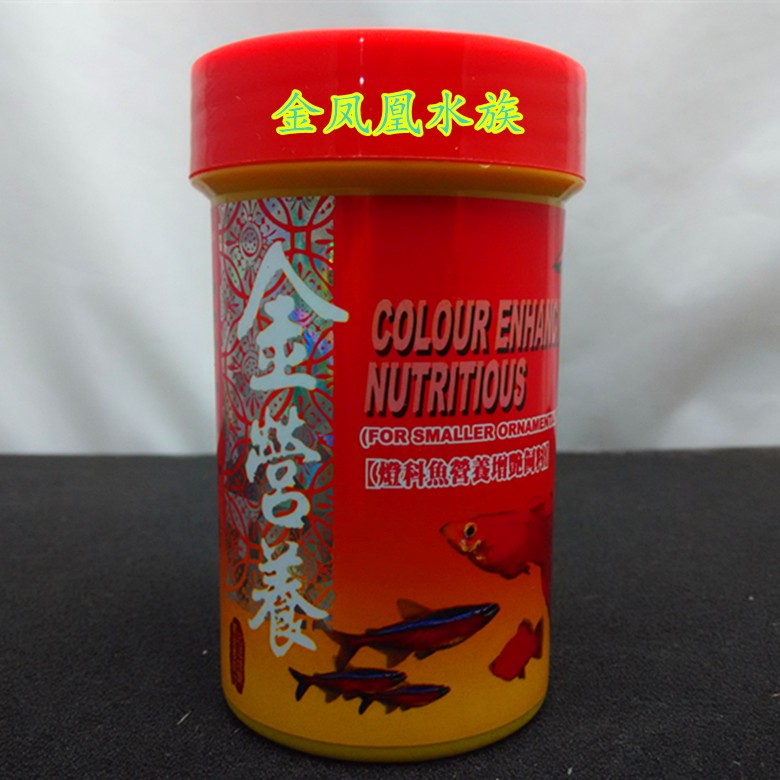 金凤凰水族
金營養
COLOUR ENHANC
NUTRITIOUS
(FOR SMALLER ORNAMENTA
【燈科魚營養增艷飼料】